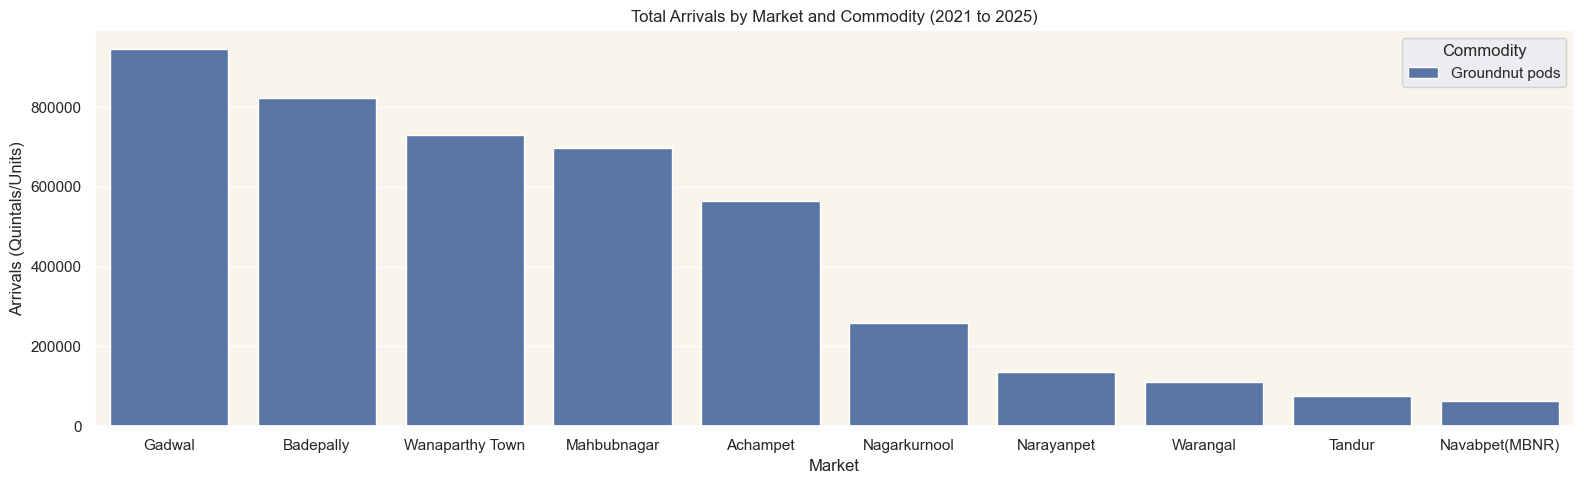 Total Arrivals by Market and Commodity (2021 to 2025)
Commodity
Groundnut pods
Arrivals (Quintals/Units)
800000
600000
400000
200000
0
Gadwal
Badepally
Wanaparthy Town
Mahbubnagar
Achampet
Nagarkurnool
Narayanpet
Warangal
Tandur
Navabpet(MBNR)
Market